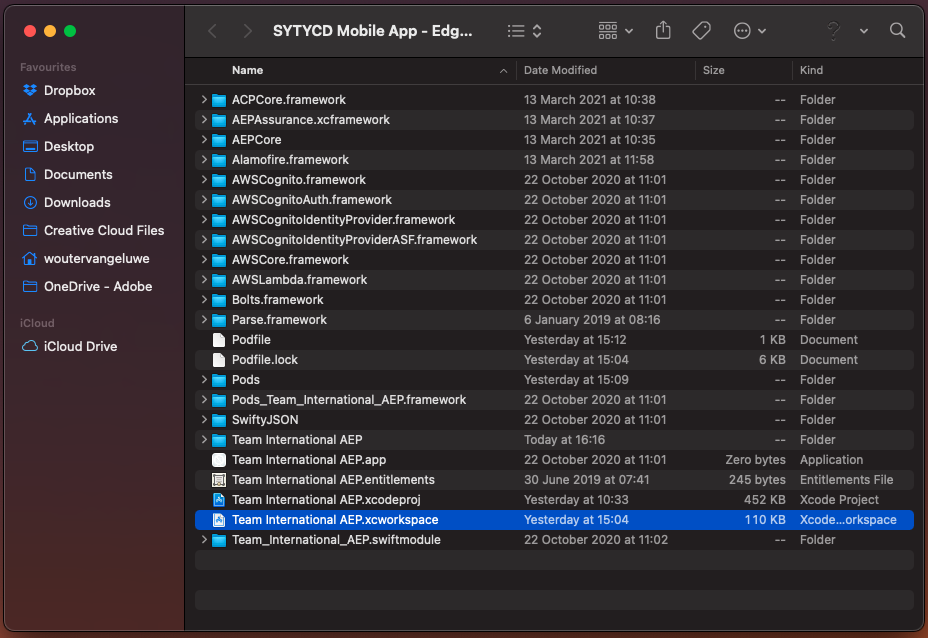 SYTYCD Mobile App - Edg...
Favourites
Dropbox
Applications
Desktop
Documents
Downloads
Creative Cloud Files
woutervangeluwe
OneDrive - Adobe
iCloud
iCloud Drive
Name Date Modified Size Kind
ACPCore.framework 13 March 2021 at 10:38 -- Folder
AEPAssurance.xcframework 13 March 2021 at 10:37 -- Folder
AEPCore 13 March 2021 at 10:35 -- Folder
Alamofire.framework 13 March 2021 at 11:58 -- Folder
AWSCognito.framework 22 October 2020 at 11:01 -- Folder
AWSCognitoAuth.framework 22 October 2020 at 11:01 -- Folder
AWSCognitoIdentityProvider.framework 22 October 2020 at 11:01 -- Folder
AWSCognitoIdentityProviderASF.framework 22 October 2020 at 11:01 -- Folder
AWSCore.framework 22 October 2020 at 11:01 -- Folder
AWSLambda.framework 22 October 2020 at 11:01 -- Folder
Bolts.framework 22 October 2020 at 11:01 -- Folder
Parse.framework 6 January 2019 at 08:16 -- Folder
Podfile Yesterday at 15:12 1 KB Document
Podfile.lock Yesterday at 15:04 6 KB Document
Pods Yesterday at 15:09 -- Folder
Pods_Team_International_AEP.framework 22 October 2020 at 11:01 -- Folder
SwiftyJSON 22 October 2020 at 11:01 -- Folder
Team International AEP Today at 16:16 -- Folder
Team International AEP.app 22 October 2020 at 11:01 Zero bytes Application
Team International AEP.entitlements 30 June 2019 at 07:41 245 bytes Entitlements File
Team International AEP.xcodeproj Yesterday at 10:33 452 KB Xcode Project
Team International AEP.xcworkspace Yesterday at 15:04 110 KB Xcode...orkspace
Team_International_AEP.swiftmodule 22 October 2020 at 11:02 -- Folder